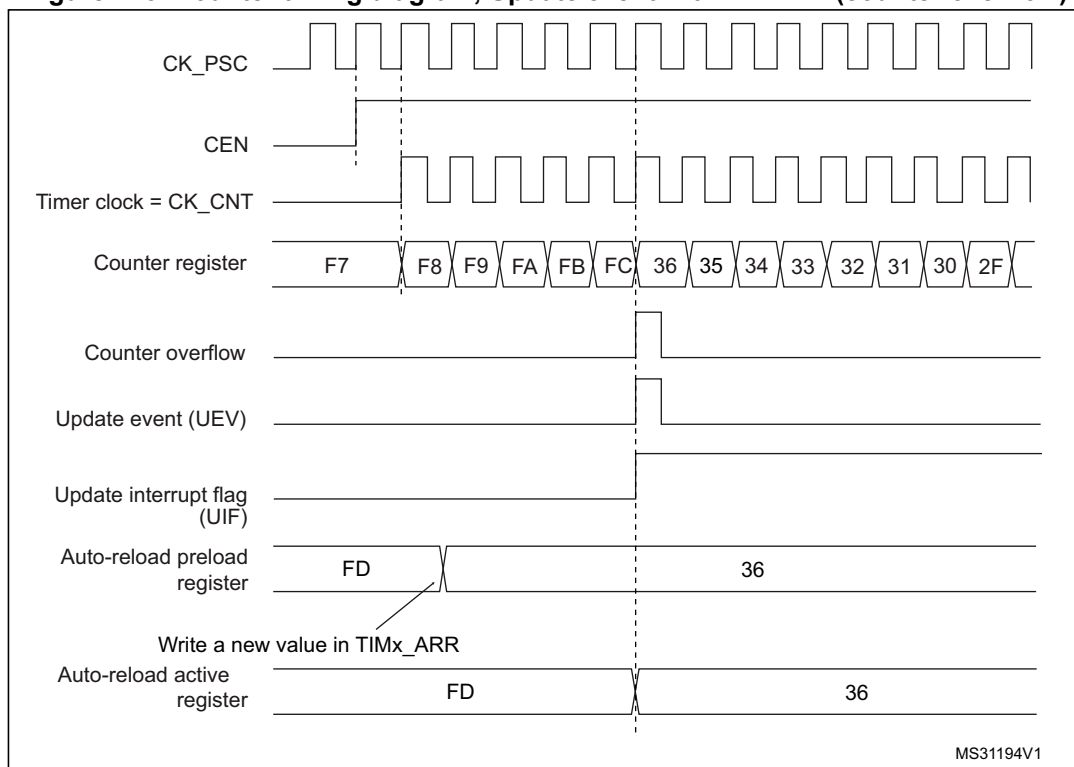 CK_PSC
CEN
Timer clock = CK_CNT
Counter register
F7 F8 F9 FA FB FC 36 35 34 33 32 31 30 2F
Counter overflow
Update event (UEV)
Update interrupt flag
(UIF)
Auto-reload preload
register
FD 36
Write a new value in TIMx_ARR
Auto-reload active
register
FD 36
MS31194V1